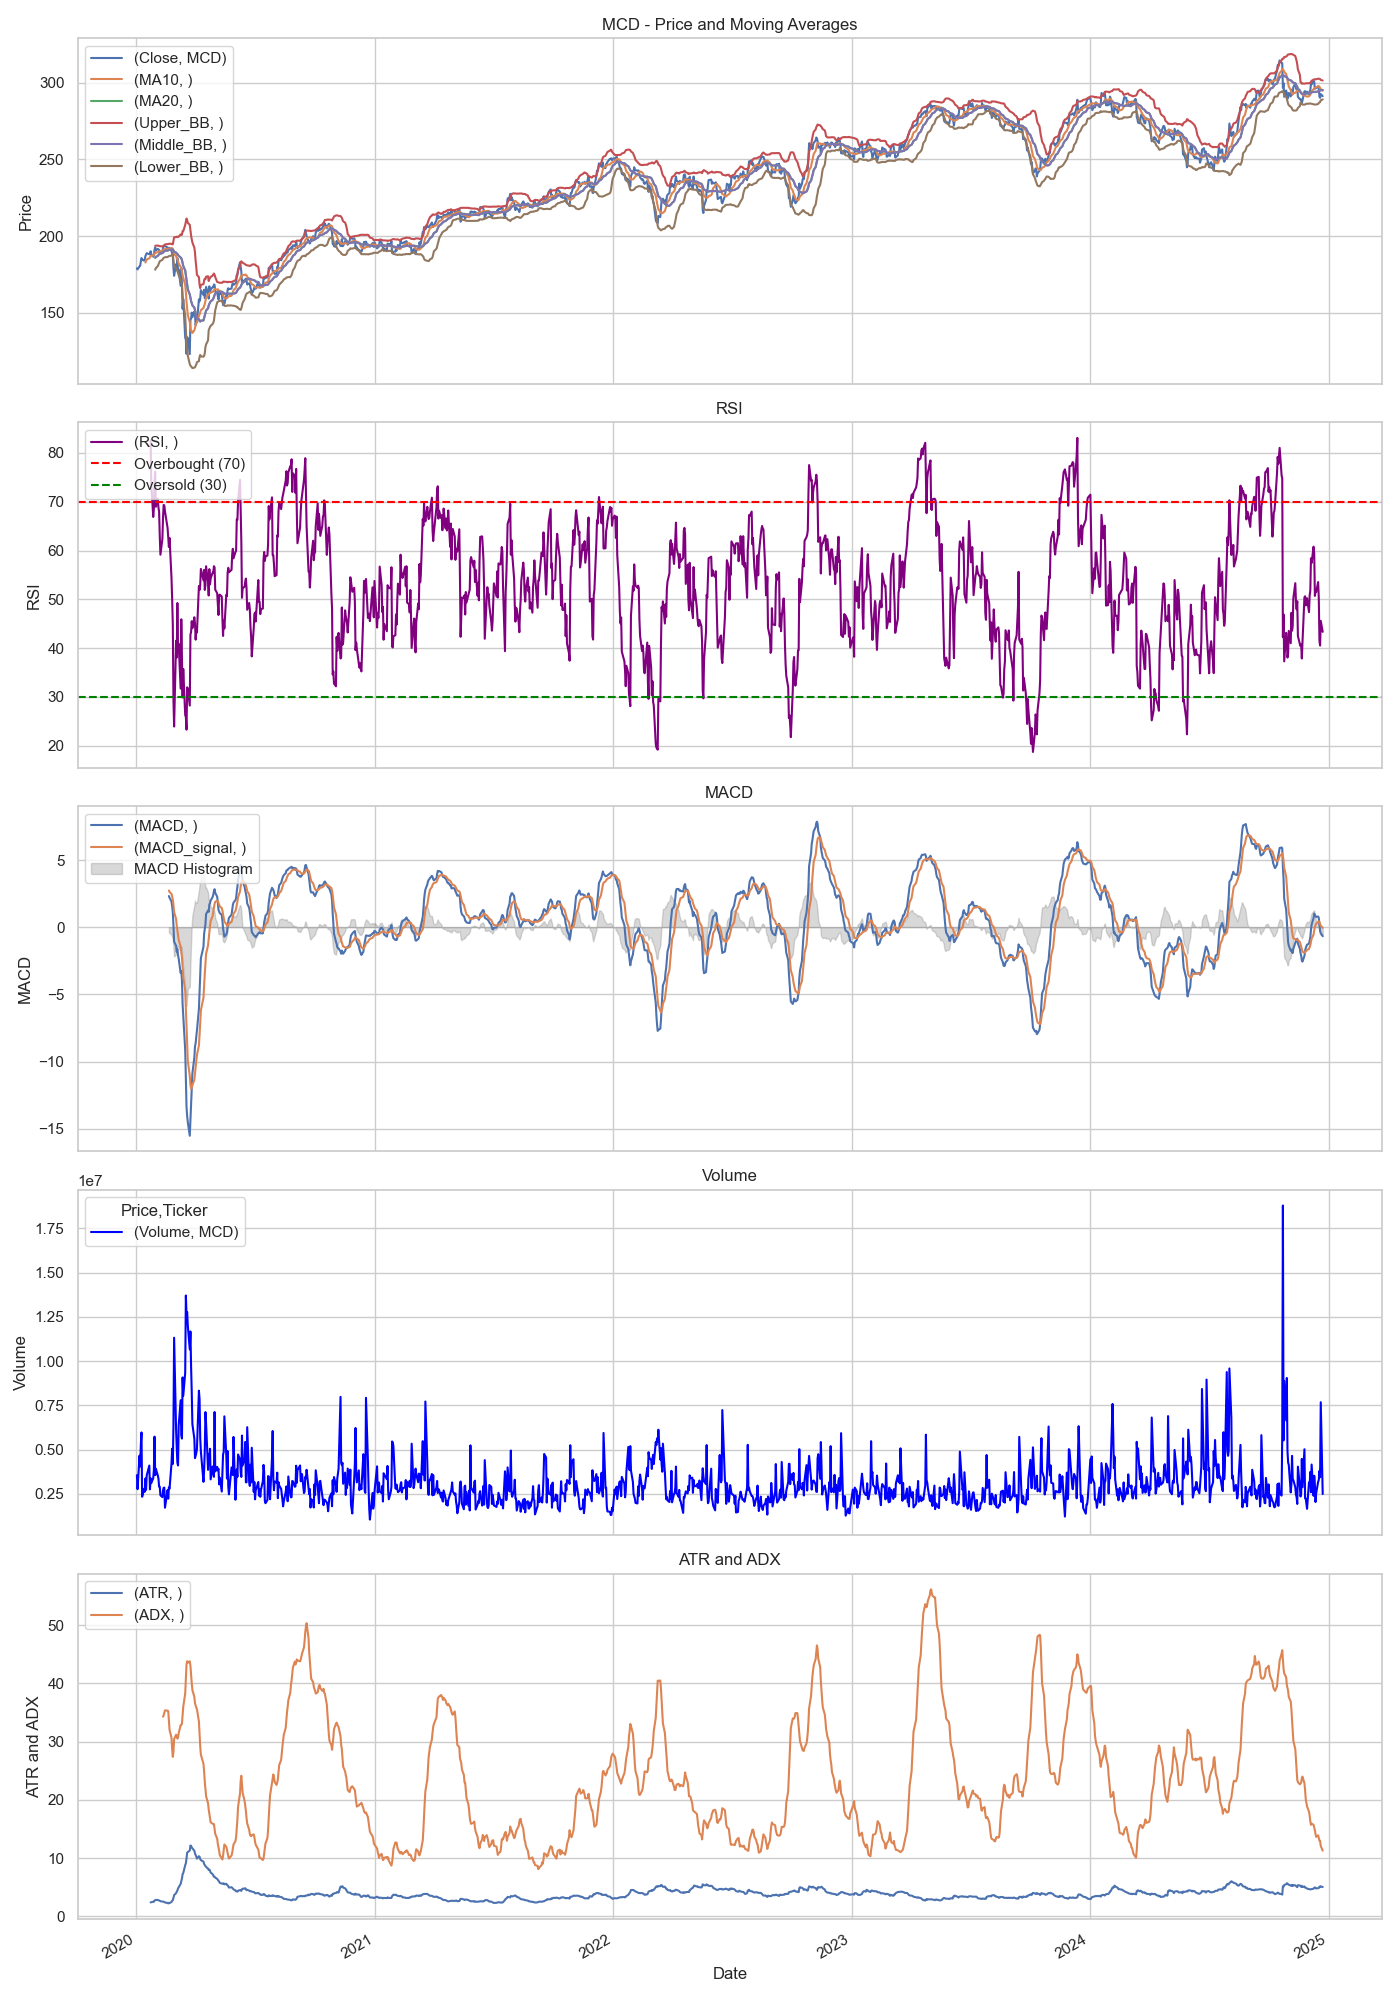 MCD - Price and Moving Averages
(Close, MCD)
(MA10, )
(MA20, )
(Upper_BB, )
(Middle_BB, )
(Lower_BB, )
300
250
200
150
Price
RSI
(RSI, )
Overbought (70)
Oversold (30)
80
70
60
50
40
30
20
RSI
MACD
(MACD, )
(MACD_signal, )
MACD Histogram
5
0
−5
−10
−15
MACD
Volume
1e7
Price,Ticker
(Volume, MCD)
1.75
1.50
1.25
1.00
0.75
0.50
0.25
Volume
ATR and ADX
(ATR, )
(ADX, )
50
40
30
20
10
0
ATR and ADX
2020
2021
2022
2023
2024
2025
Date